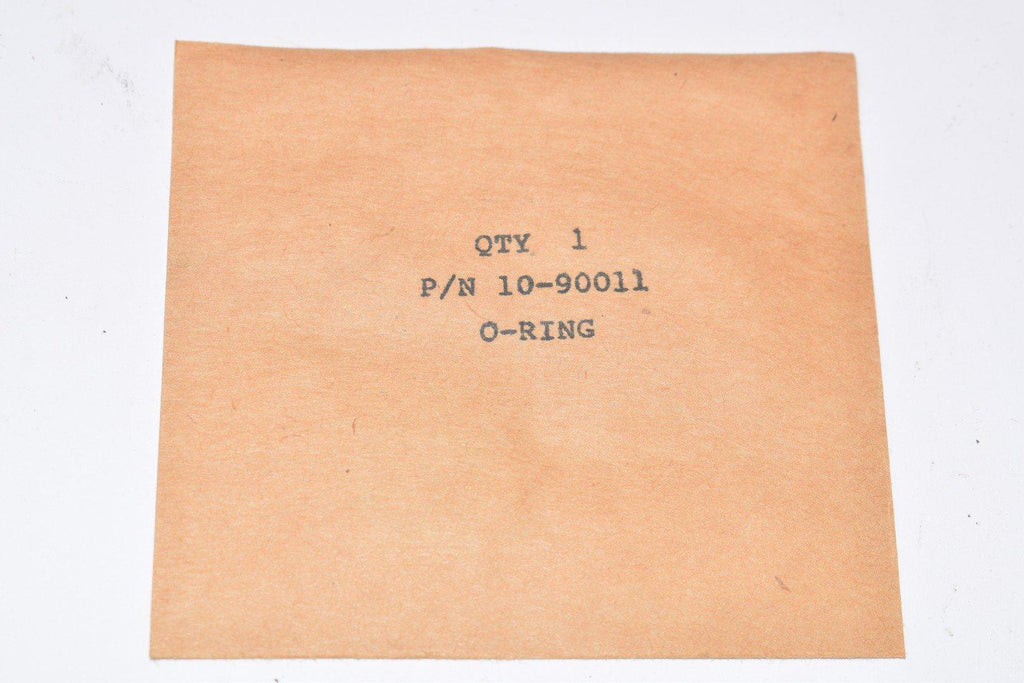 QTY 1
P/N 10-90011
O-RING